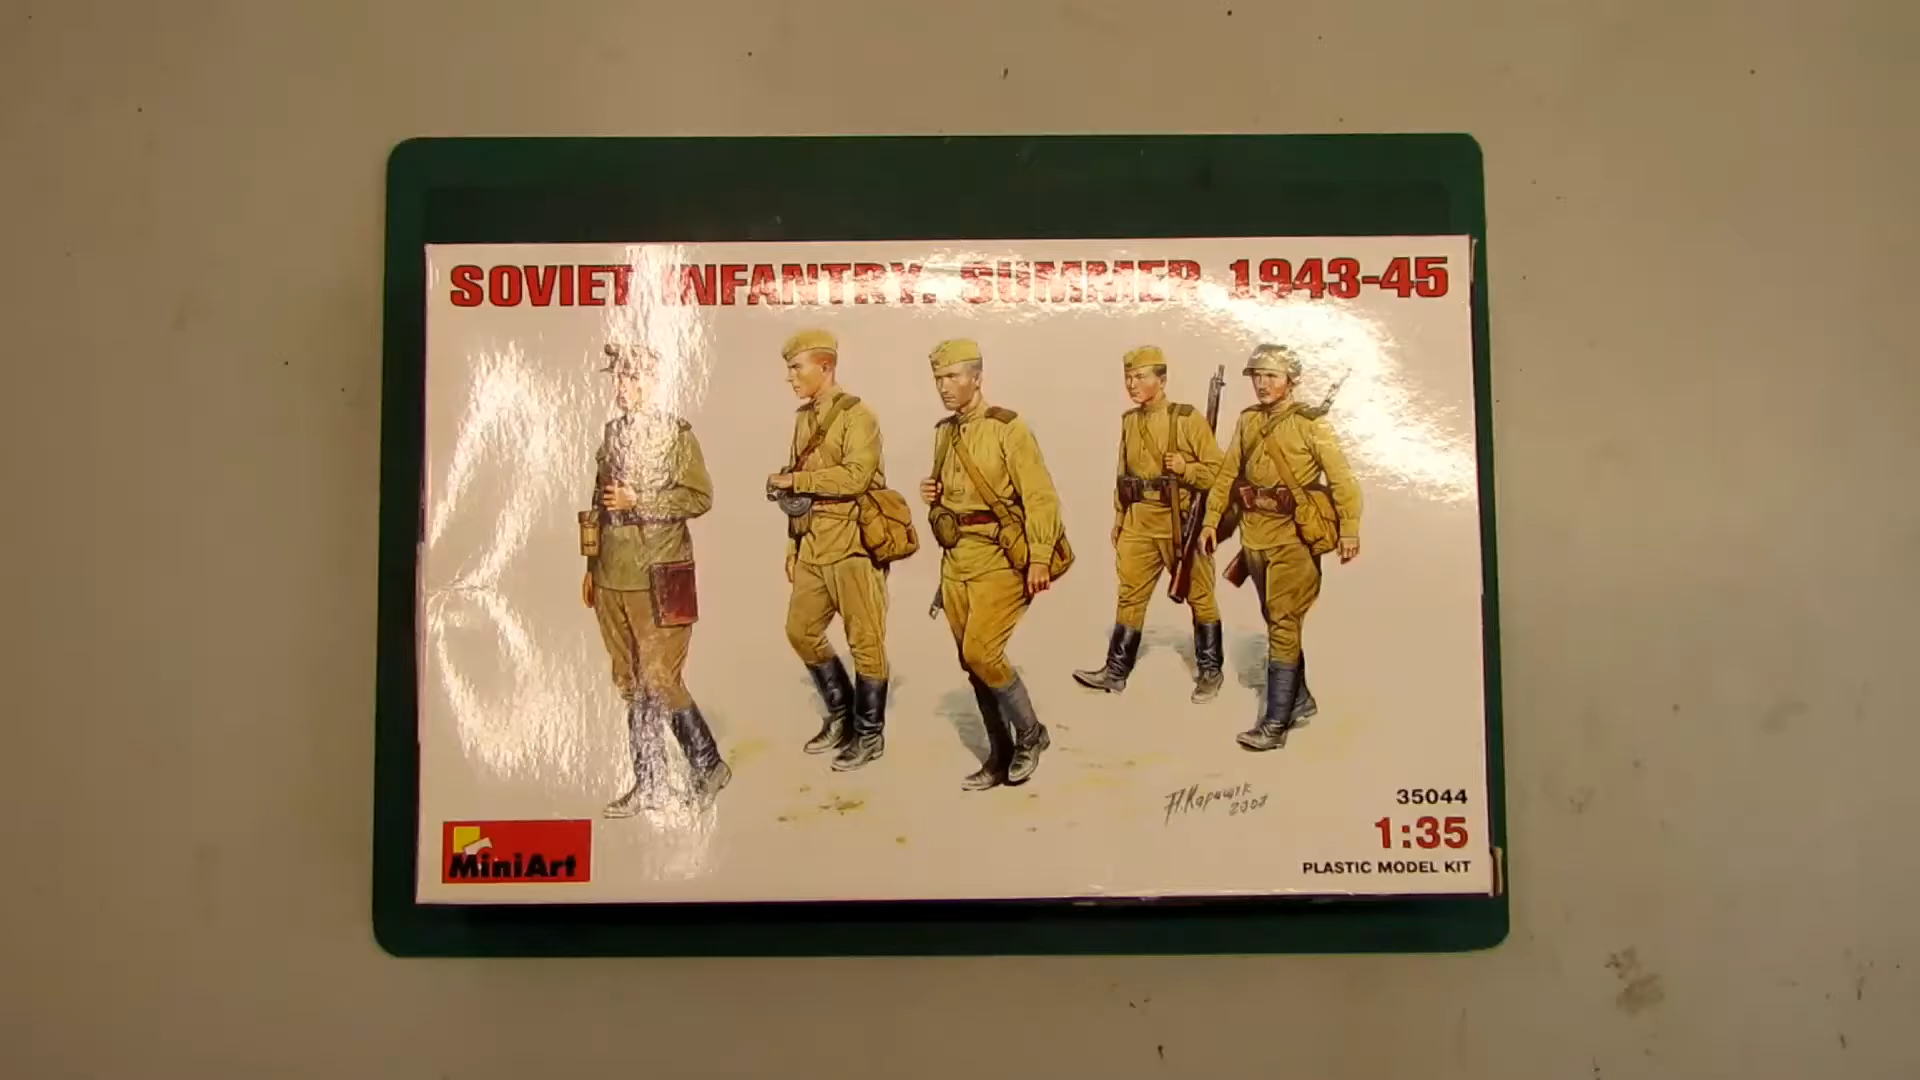 SOVIET INFANTRY. SUMMER 1943-45
35044
1:35
MiniArt
PLASTIC MODEL KIT